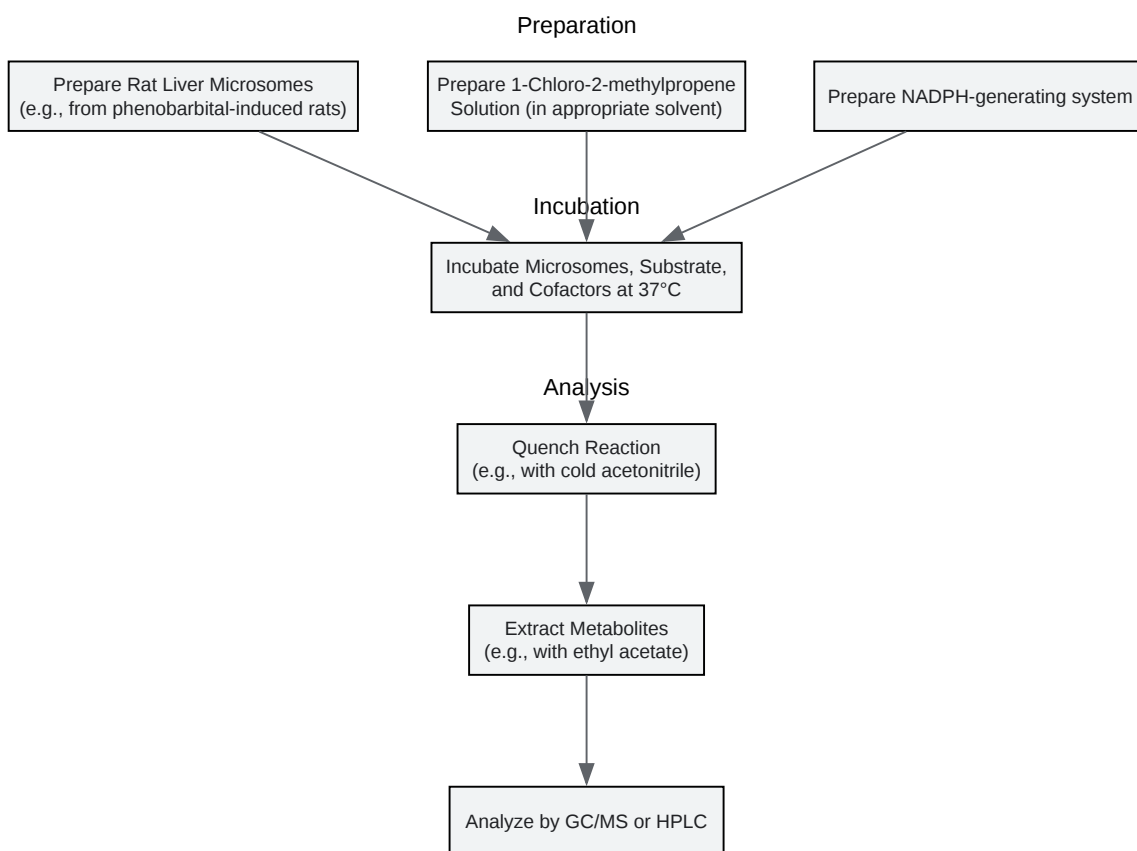 Preparation
Prepare Rat Liver Microsomes
(e.g., from phenobarbital-induced rats)
Prepare 1-Chloro-2-methylpropene
Solution (in appropriate solvent)
Prepare NADPH-generating system
Incubation
Incubate Microsomes, Substrate,
and Cofactors at 37°C
Analysis
Quench Reaction
(e.g., with cold acetonitrile)
Extract Metabolites
(e.g., with ethyl acetate)
Analyze by GC/MS or HPLC